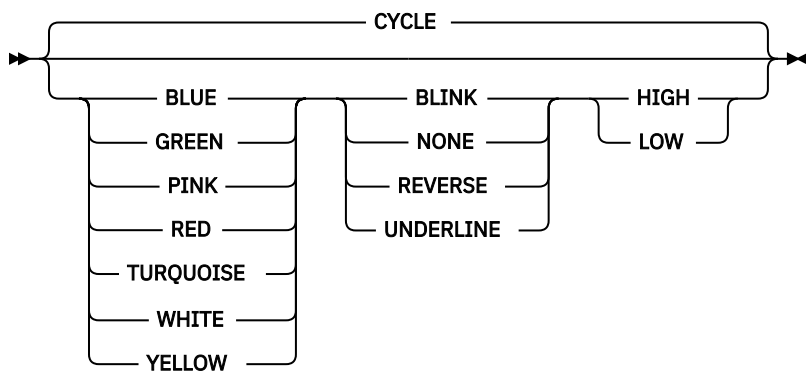 CYCLE
BLUE BLINK HIGH
GREEN NONE LOW
PINK REVERSE
RED UNDERLINE
TURQUOISE
WHITE
YELLOW